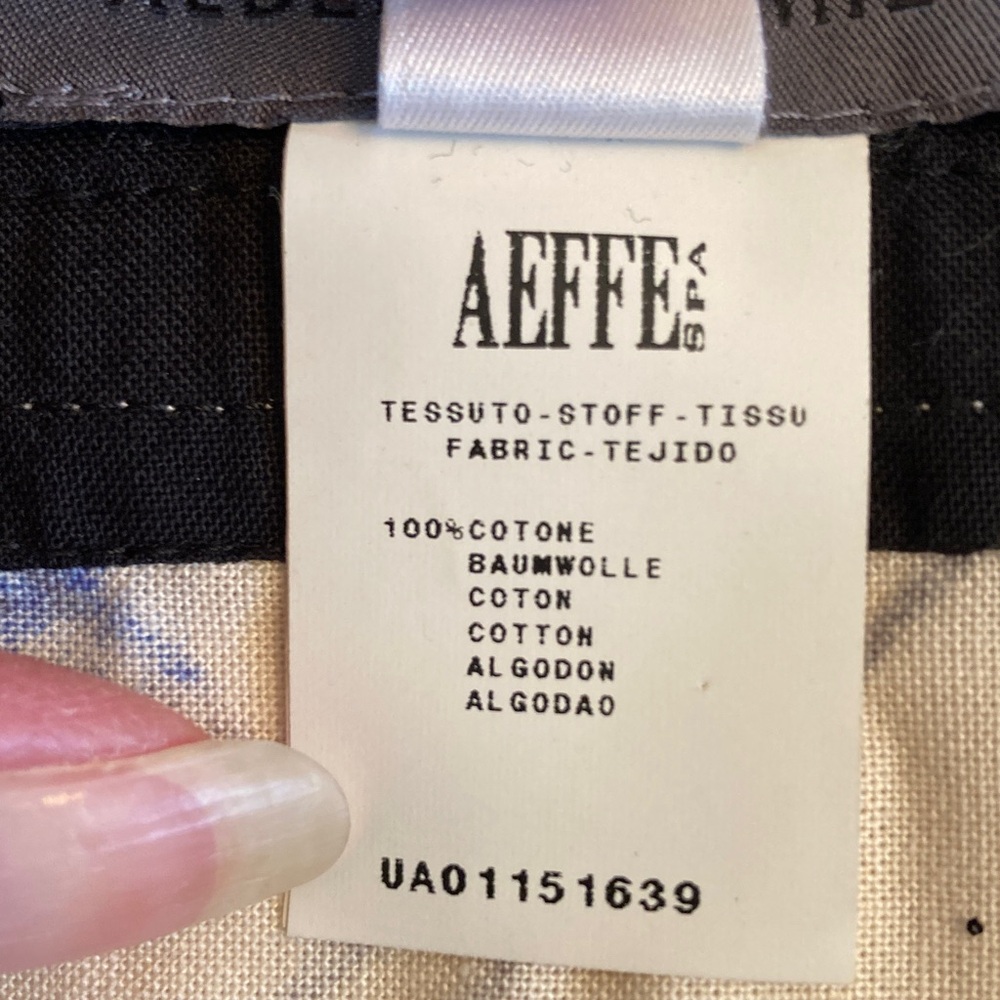 AEFFE SPA
TESSUTO-STOFF-TISSU
FABRIC-TEJIDO
100%COTONE
BAUMWOLLE
COTON
COTTON
ALGODON
ALGODAO
UA01151639